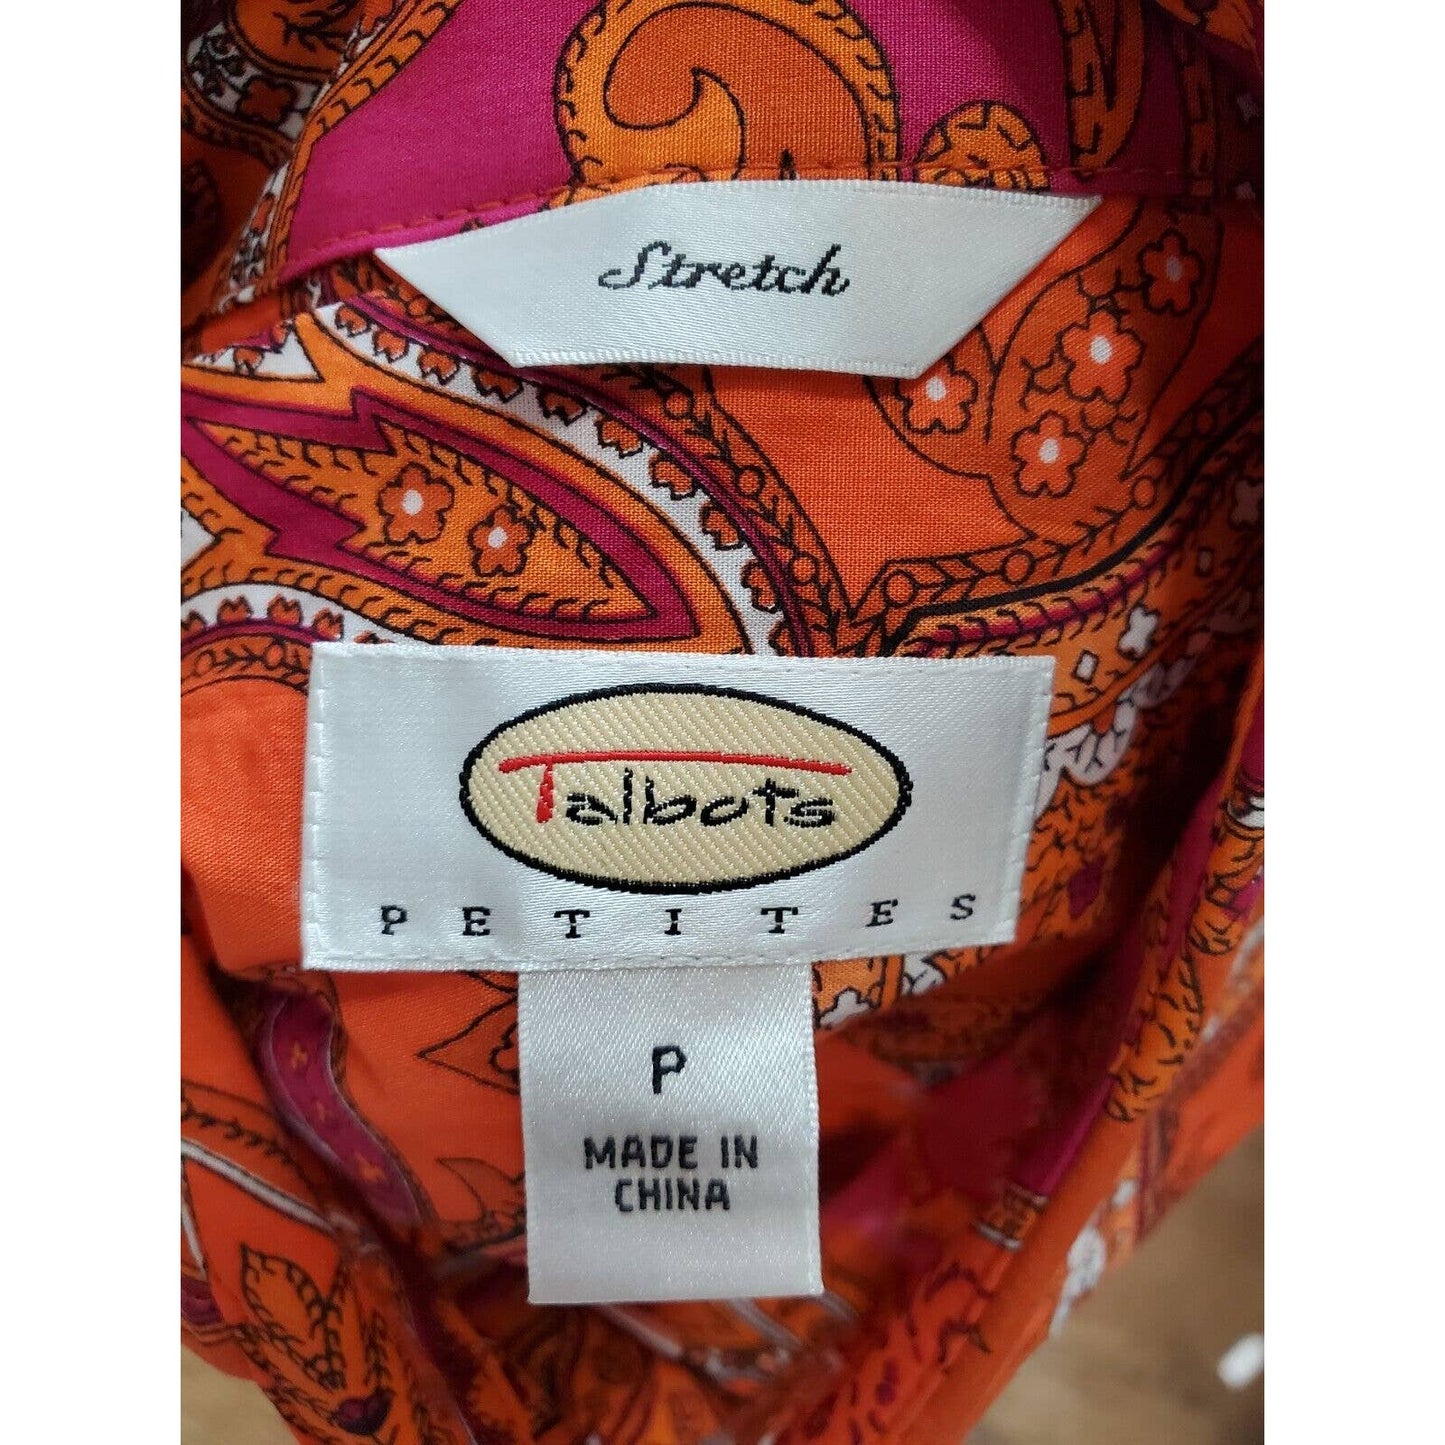 Stretch
Talbots
PETITES
P
MADE IN
CHINA